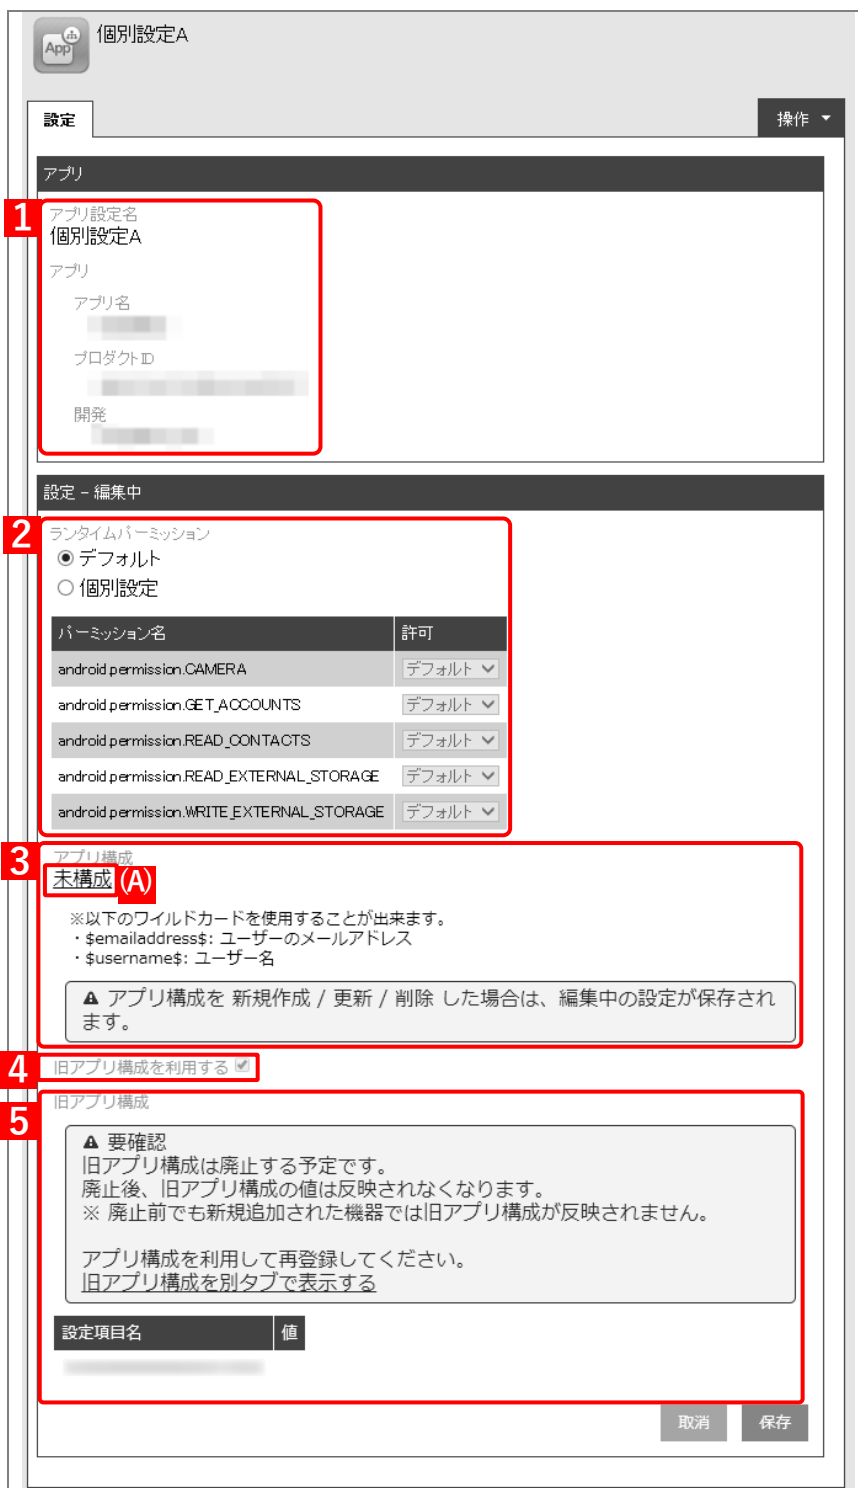 App
個別設定A
設定
操作
アプリ
1
アプリ設定名
個別設定A
アプリ
アプリ名
プロダクトID
開発
設定 - 編集中
2
ランタイムパーミッション
デフォルト
個別設定
パーミッション名 許可
android.permission.CAMERA デフォルト
android.permission.GET_ACCOUNTS デフォルト
android.permission.READ_CONTACTS デフォルト
android.permission.READ_EXTERNAL_STORAGE デフォルト
android.permission.WRITE_EXTERNAL_STORAGE デフォルト
3
アプリ構成
未構成 (A)
※以下のワイルドカードを使用することが出来ます。
・$emailaddress$: ユーザーのメールアドレス
・$username$: ユーザー名
アプリ構成を 新規作成 / 更新 / 削除 した場合は、編集中の設定が保存され
ます。
4
旧アプリ構成を利用する
5
旧アプリ構成
要確認
旧アプリ構成は廃止する予定です。
廃止後、旧アプリ構成の値は反映されなくなります。
※ 廃止前でも新規追加された機器では旧アプリ構成が反映されません。
アプリ構成を利用して再登録してください。
旧アプリ構成を別タブで表示する
設定項目名 値
取消 保存